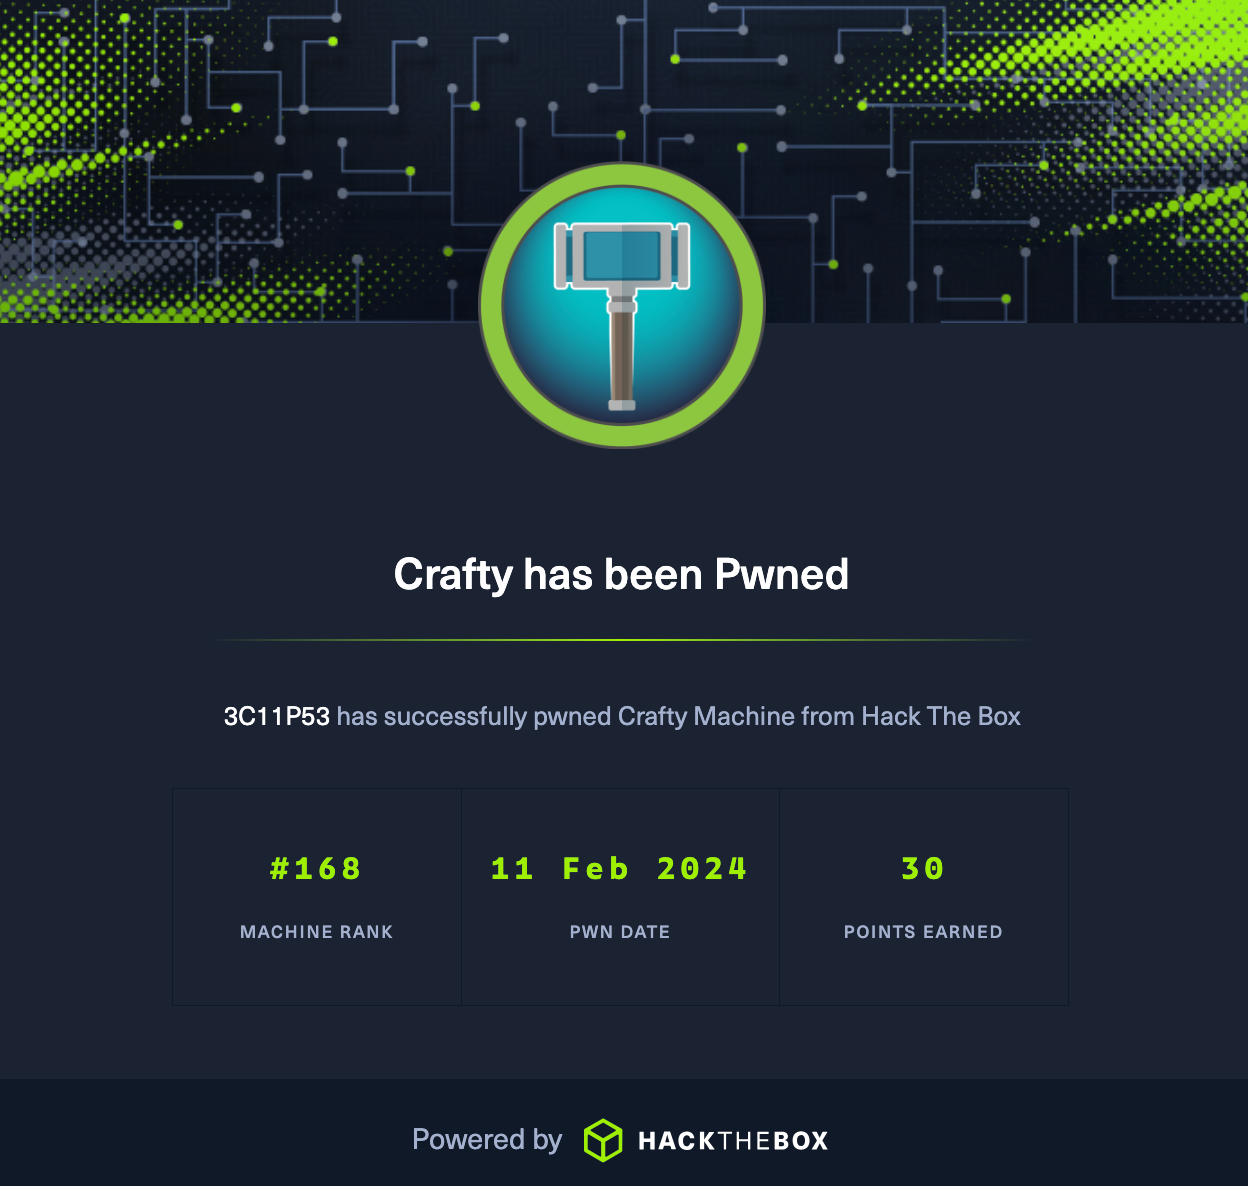 Crafty has been Pwned
3C11P53 has successfully pwned Crafty Machine from Hack The Box
#168
MACHINE RANK
11 Feb 2024
PWN DATE
30
POINTS EARNED
Powered by HACKTHEBOX